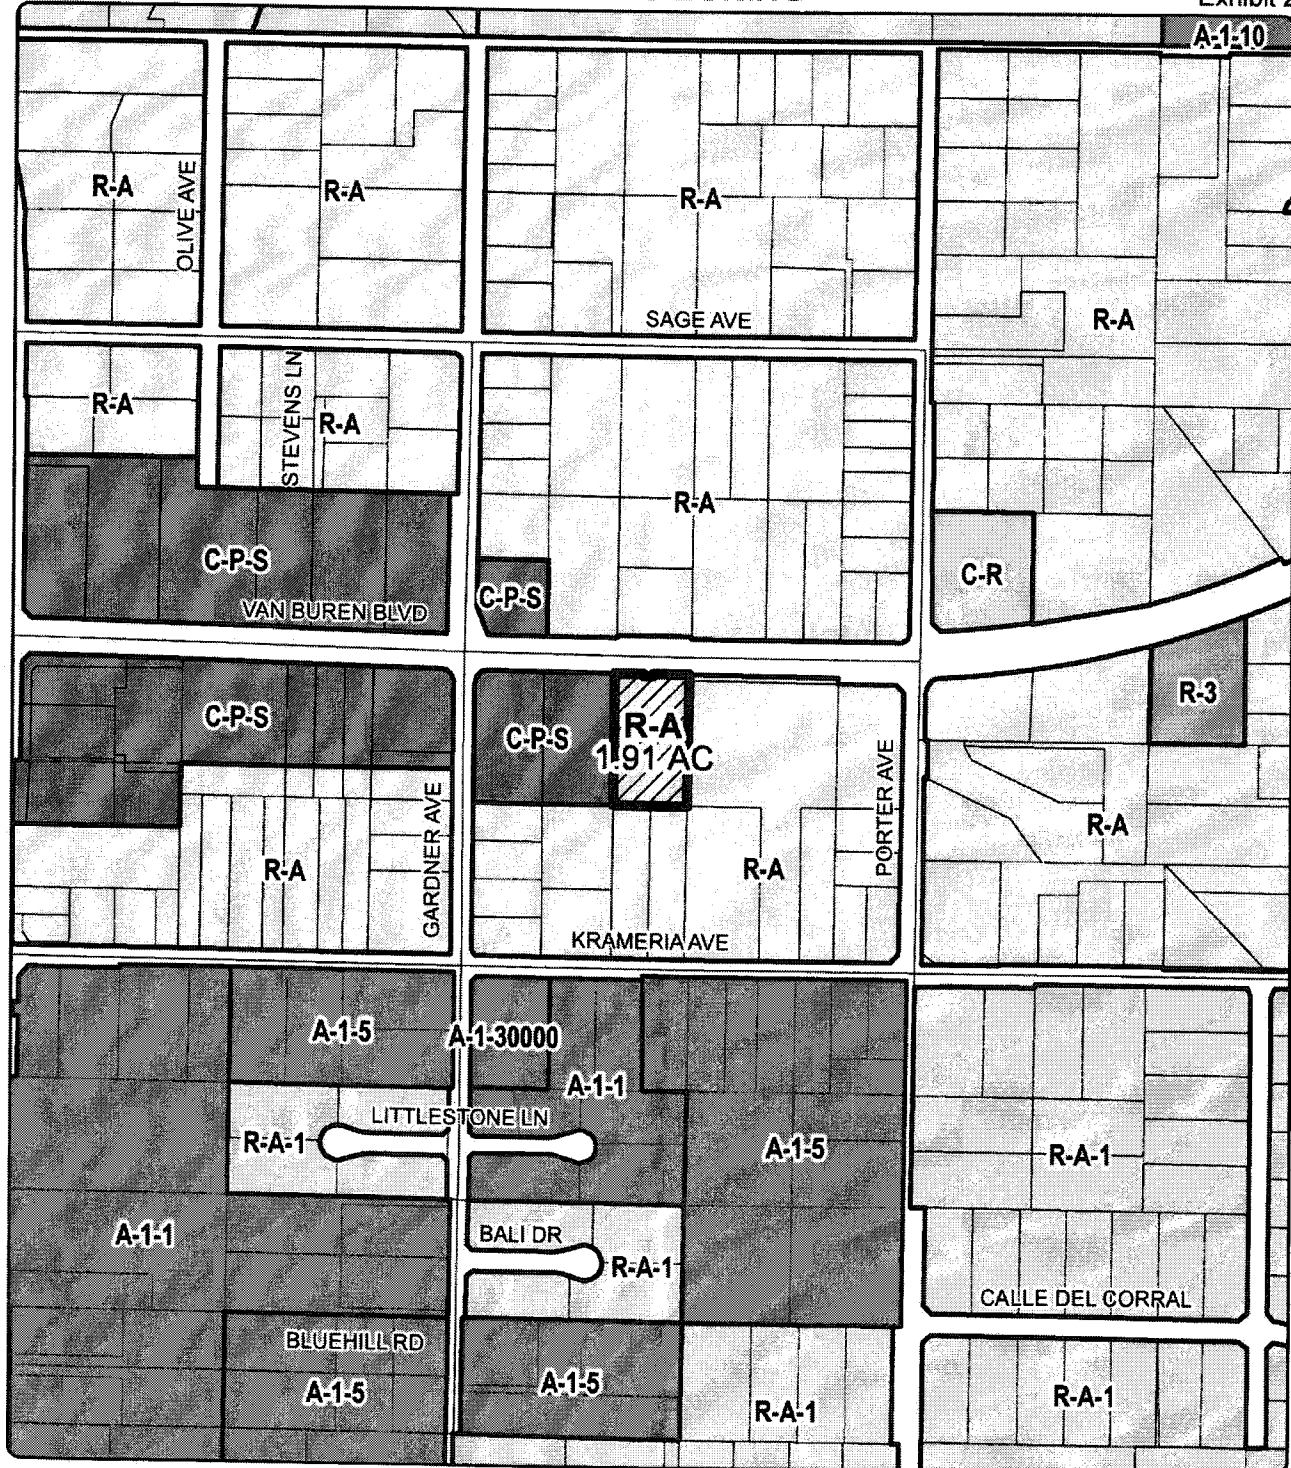 Exhibit 2
A-1-10
R-A
OLIVE AVE
R-A
R-A
SAGE AVE
R-A
R-A
STEVENS LN
R-A
R-A
C-P-S
VAN BUREN BLVD
C-P-S
C-R
C-P-S
C-P-S
R-A
1.91 AC
R-3
GARDNER AVE
R-A
R-A
PORTER AVE
R-A
KRAMERIA AVE
A-1-5
A-1-30000
A-1-1
LITTLESTONE LN
R-A-1
A-1-5
R-A-1
A-1-1
BALI DR
R-A-1
CALLE DEL CORRAL
BLUEHILL RD
A-1-5
A-1-5
R-A-1
R-A-1